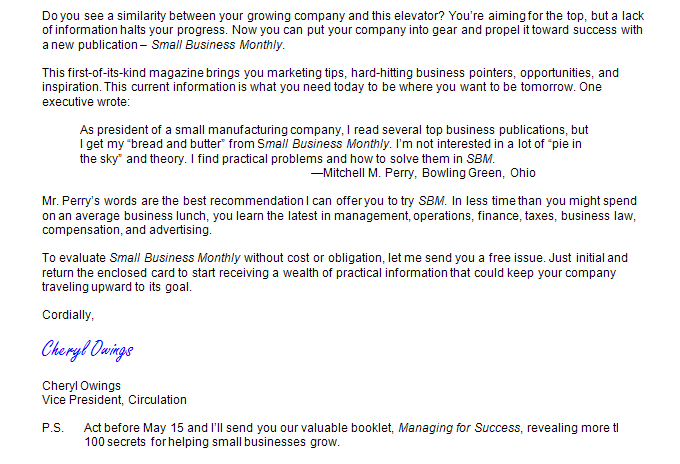 Do you see a similarity between your growing company and this elevator? You're aiming for the top, but a lack
of information halts your progress. Now you can put your company into gear and propel it toward success with
a new publication – Small Business Monthly.
This first-of-its-kind magazine brings you marketing tips, hard-hitting business pointers, opportunities, and
inspiration. This current information is what you need today to be where you want to be tomorrow. One
executive wrote:
As president of a small manufacturing company, I read several top business publications, but
I get my “bread and butter” from Small Business Monthly. I'm not interested in a lot of “pie in
the sky” and theory. I find practical problems and how to solve them in SBM.
—Mitchell M. Perry, Bowling Green, Ohio
Mr. Perry's words are the best recommendation I can offer you to try SBM. In less time than you might spend
on an average business lunch, you learn the latest in management, operations, finance, taxes, business law,
compensation, and advertising.
To evaluate Small Business Monthly without cost or obligation, let me send you a free issue. Just initial and
return the enclosed card to start receiving a wealth of practical information that could keep your company
traveling upward to its goal.
Cordially,
Cheryl Owings
Cheryl Owings
Vice President, Circulation
P.S. Act before May 15 and I'll send you our valuable booklet, Managing for Success, revealing more
100 secrets for helping small businesses grow.